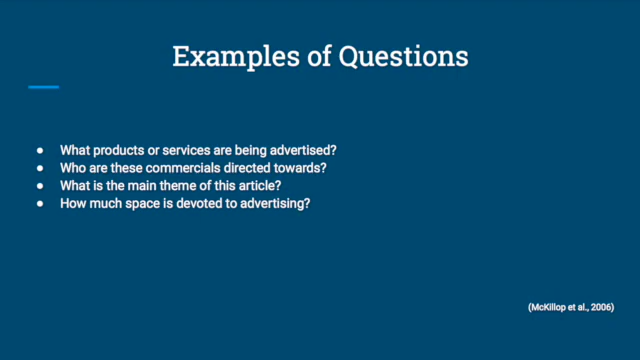 Examples of Questions
● What products or services are being advertised?
● Who are these commercials directed towards?
● What is the main theme of this article?
● How much space is devoted to advertising?
(McKillop et al., 2006)